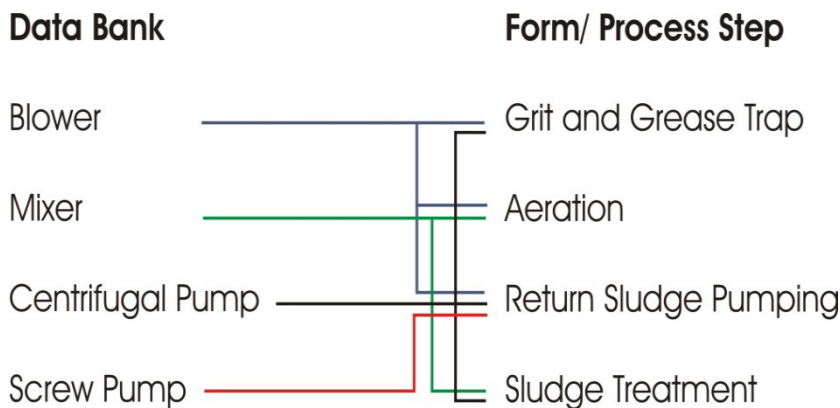 Data Bank
Form/ Process Step
Blower
Grit and Grease Trap
Mixer
Aeration
Centrifugal Pump
Return Sludge Pumping
Screw Pump
Sludge Treatment